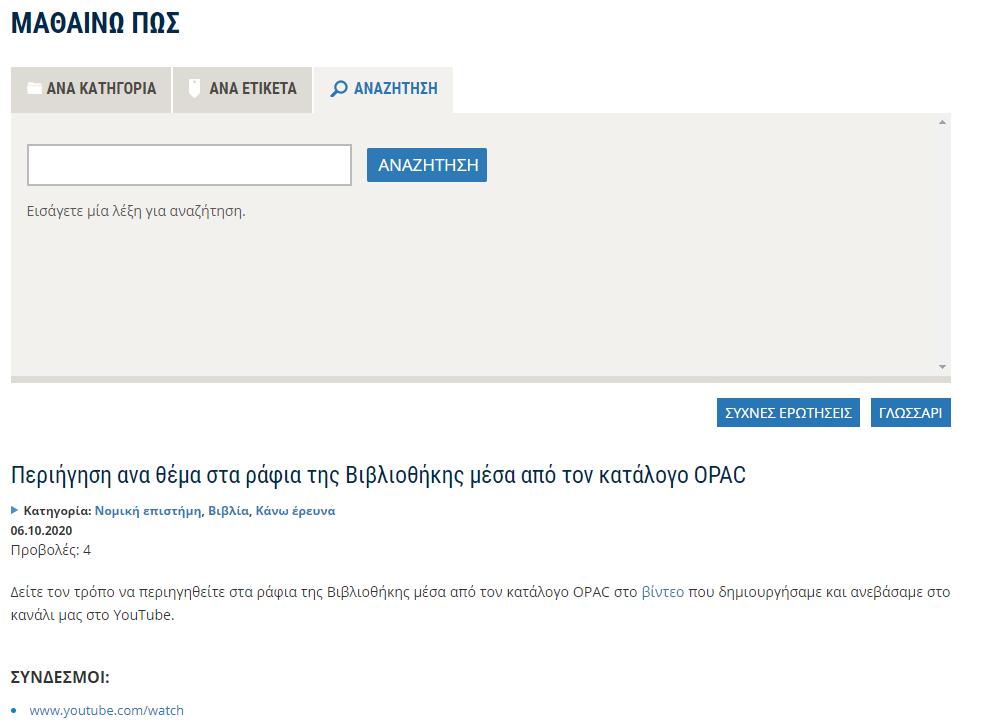 ΜΑΘΑΙΝΩ ΠΩΣ
ΑΝΑ ΚΑΤΗΓΟΡΙΑ ΑΝΑ ΕΤΙΚΕΤΑ ΑΝΑΖΗΤΗΣΗ
ΑΝΑΖΗΤΗΣΗ
Εισάγετε μία λέξη για αναζήτηση.
ΣΥΧΝΕΣ ΕΡΩΤΗΣΕΙΣ ΓΛΩΣΣΑΡΙ
Περιήγηση ανα θέμα στα ράφια της Βιβλιοθήκης μέσα από τον κατάλογο OPAC
Κατηγορία: Νομική επιστήμη, Βιβλία, Κάνω έρευνα
06.10.2020
Προβολές: 4
Δείτε τον τρόπο να περιηγηθείτε στα ράφια της Βιβλιοθήκης μέσα από τον κατάλογο OPAC στο βίντεο που δημιουργήσαμε και ανεβάσαμε στο
κανάλι μας στο YouTube.
ΣΥΝΔΕΣΜΟΙ:
www.youtube.com/watch